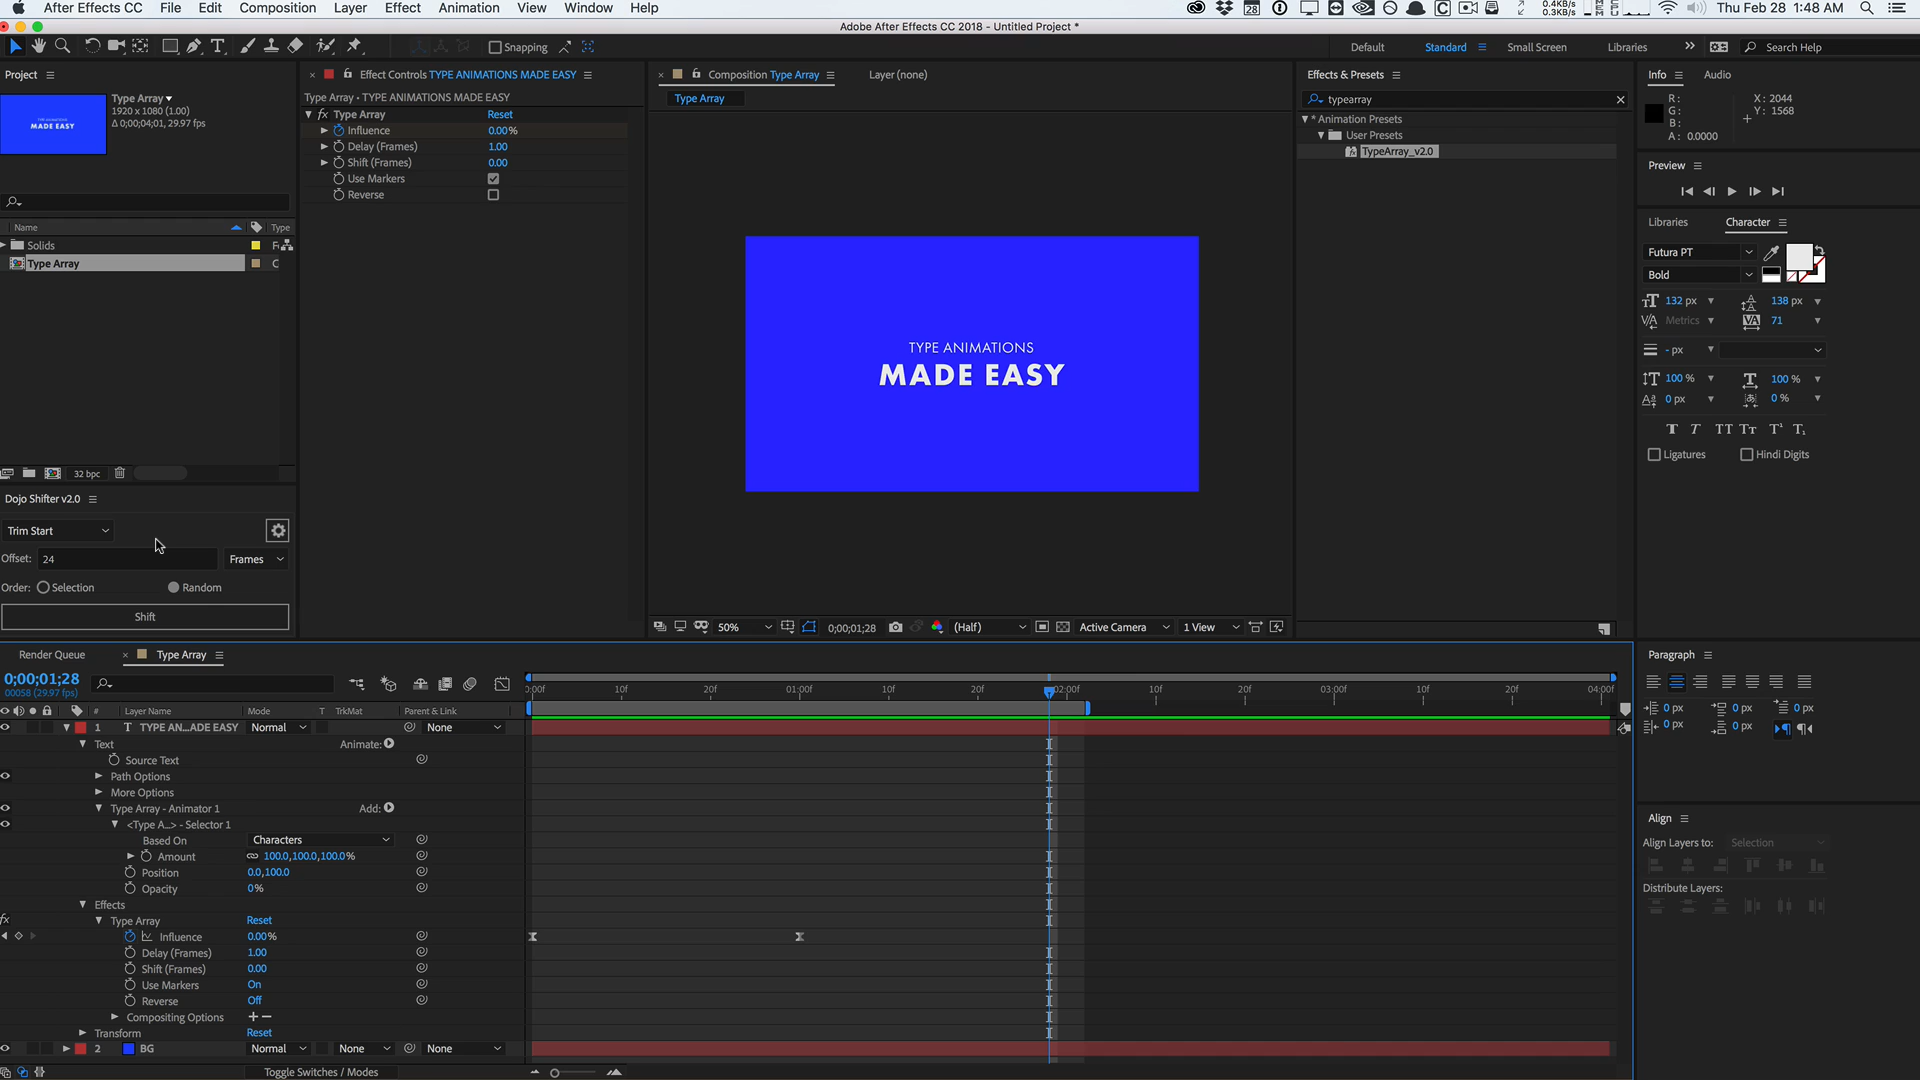 After Effects CC File Edit Composition Layer Effect Animation View Window Help
28
0.4KB/s
0.3KB/s
Thu Feb 28 1:48 AM
Adobe After Effects CC 2018 - Untitled Project *
Snapping
Default Standard Small Screen Libraries Search Help
Project
Type Array
1920 x 1080 (1.00)
Δ 0;00;04;01, 29.97 fps
MADE EASY
Name Type
Solids F
Type Array C
32 bpc
Dojo Shifter v2.0
Trim Start
Offset: 24 Frames
Order: Selection Random
Shift
Effect Controls TYPE ANIMATIONS MADE EASY
Type Array • TYPE ANIMATIONS MADE EASY
fx Type Array Reset
Influence 0.00%
Delay (Frames) 1.00
Shift (Frames) 0.00
Use Markers
Reverse
Composition Type Array
Layer (none)
Type Array
TYPE ANIMATIONS
MADE EASY
50% 0;00;01;28 (Half) Active Camera 1 View
Effects & Presets
typearray
* Animation Presets
User Presets
TypeArray_v2.0
Info Audio
R: X: 2044
G: Y: 1568
B:
A: 0.0000
Preview
Libraries Character
Futura PT
Bold
132 px 138 px
Metrics 71
- px
100 % 100 %
0 px 0 %
Ligatures Hindi Digits
Render Queue Type Array
0;00;01;28
00058 (29.97 fps)
0:00f 10f 20f 01:00f 10f 20f 02:00f 10f 20f 03:00f 10f 20f 04:00f
# Layer Name Mode T TrkMat Parent & Link
1 T TYPE AN...ADE EASY Normal None
Text Animate:
Source Text
Path Options
More Options
Type Array - Animator 1 Add:
<Type A...> - Selector 1
Based On Characters
Amount 100.0,100.0,100.0%
Position 0.0,100.0
Opacity 0%
Effects
fx Type Array Reset
Influence 0.00%
Delay (Frames) 1.00
Shift (Frames) 0.00
Use Markers On
Reverse Off
Compositing Options + −
Transform Reset
2 BG Normal None None
Toggle Switches / Modes
Paragraph
0 px 0 px 0 px
0 px 0 px
Align
Align Layers to: Selection
Distribute Layers: